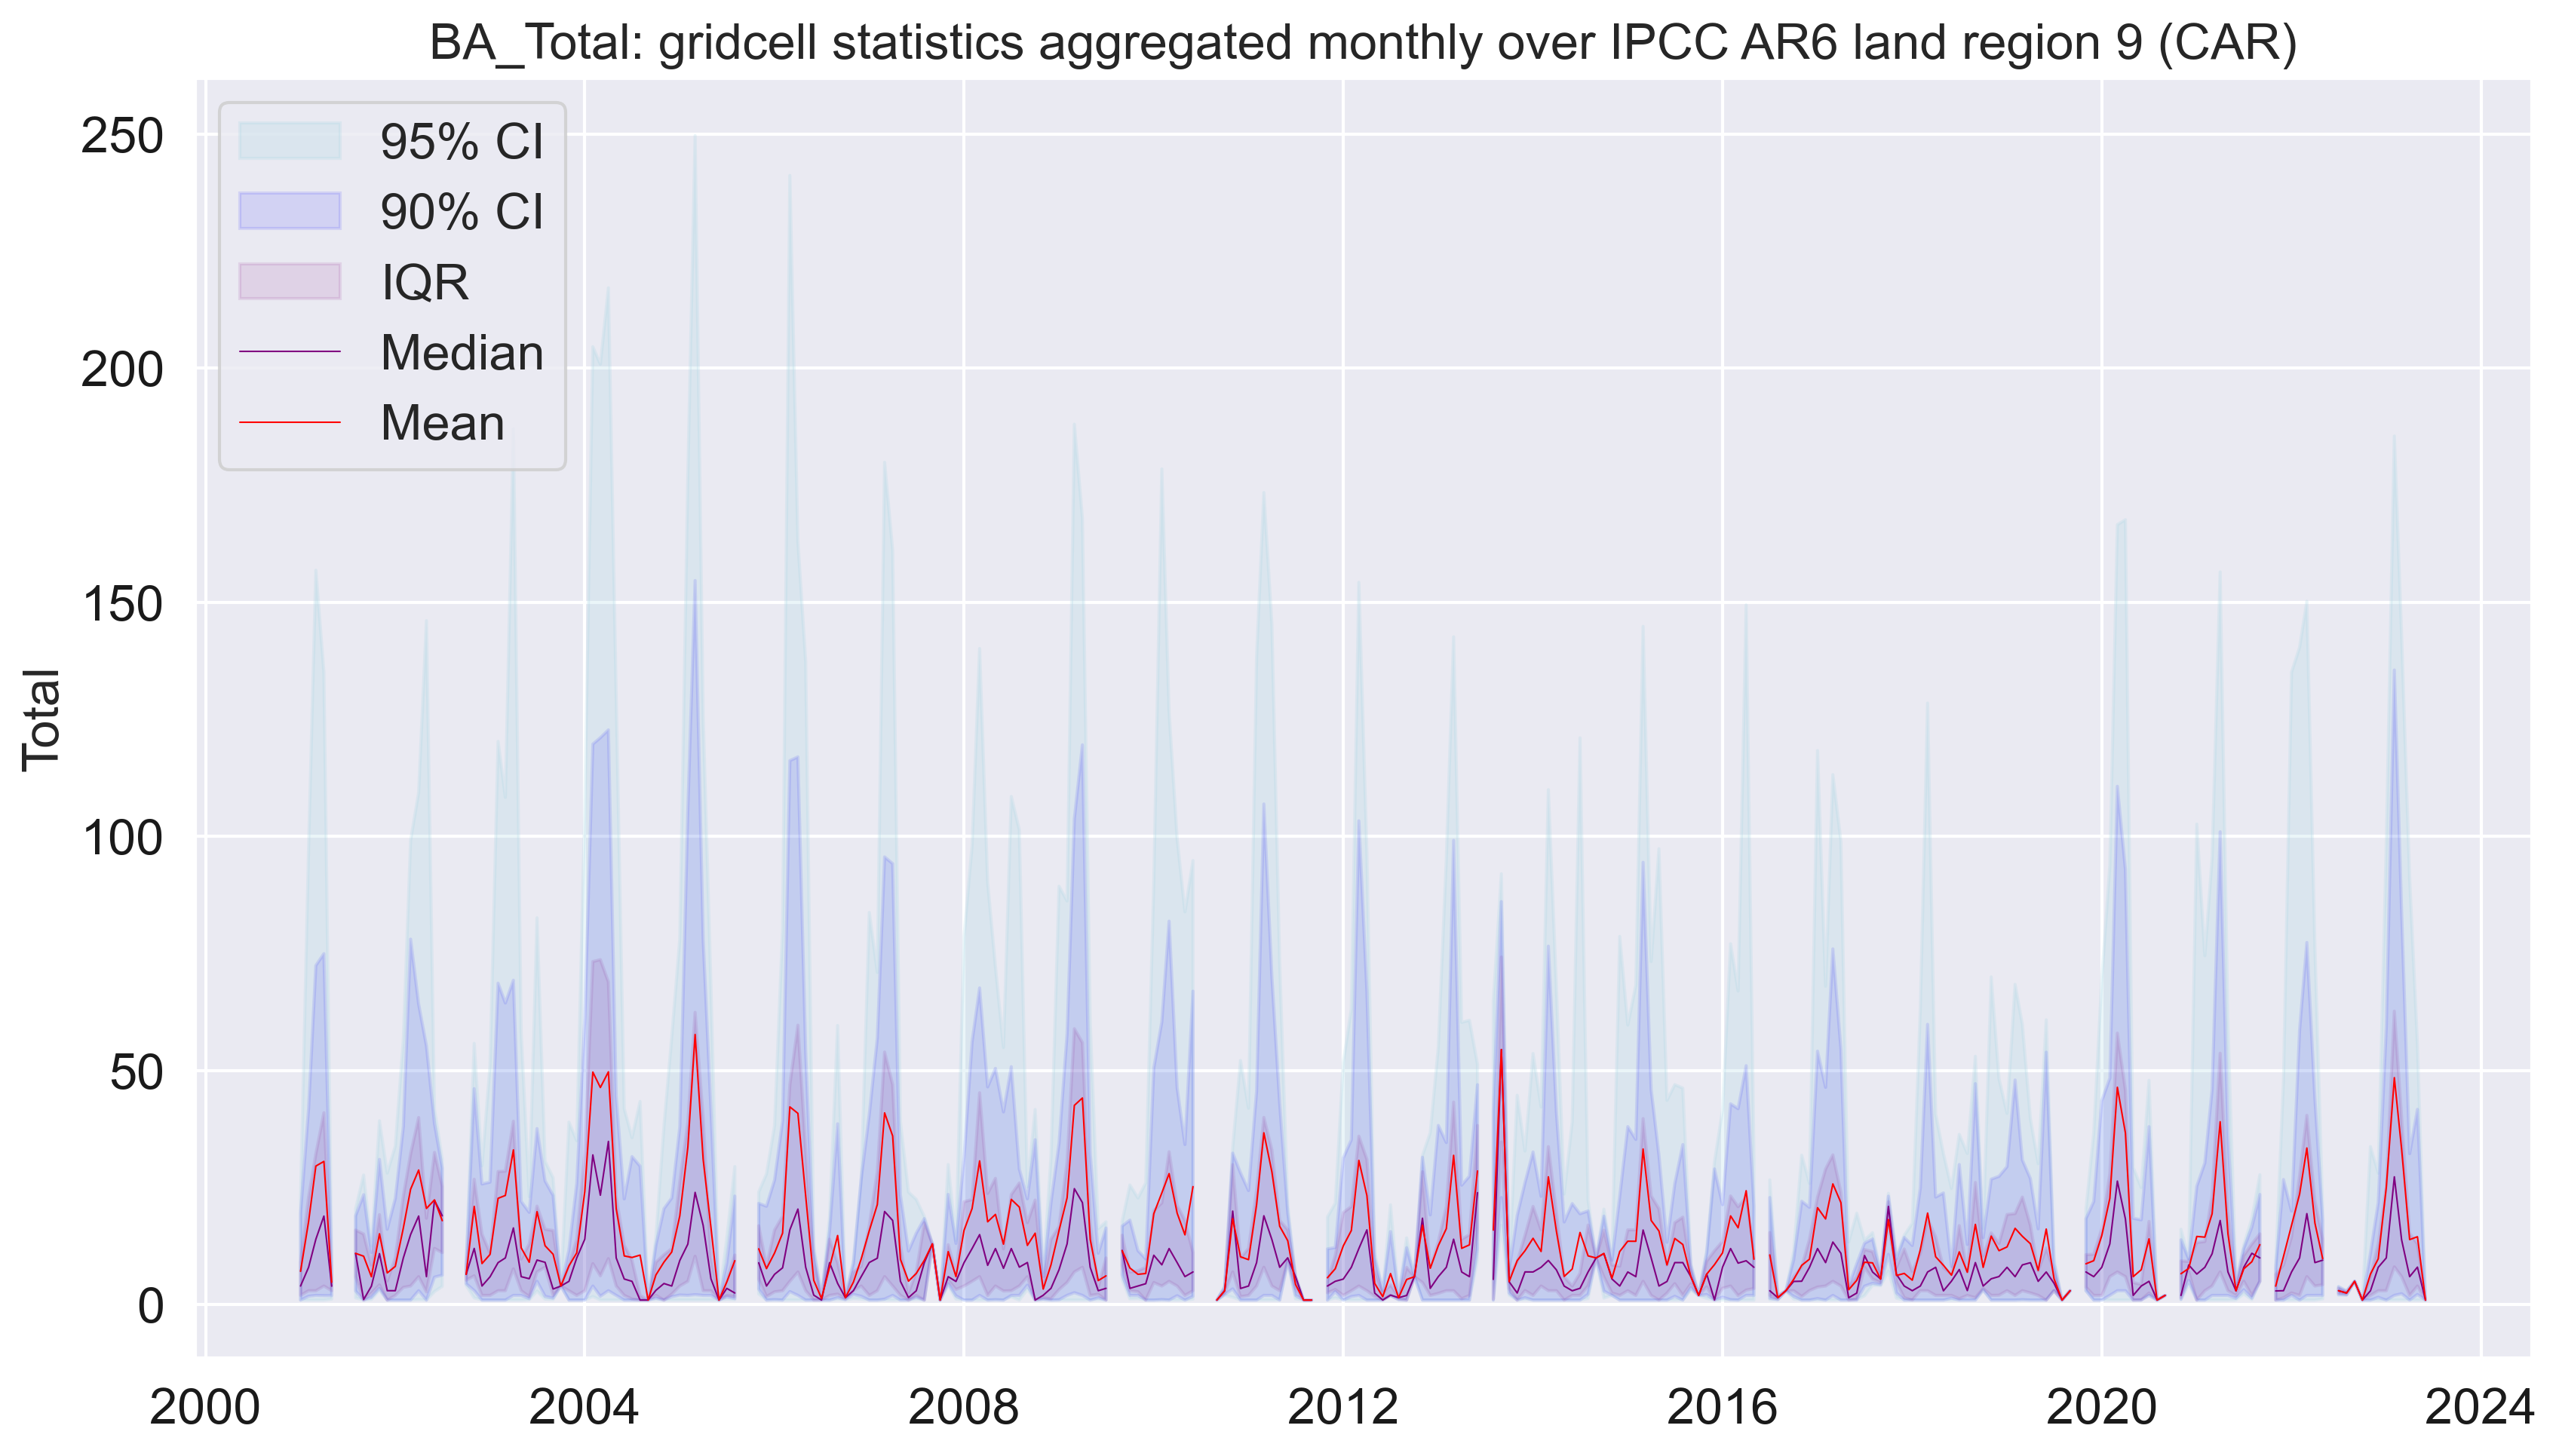 BA_Total: gridcell statistics aggregated monthly over IPCC AR6 land region 9 (CAR)
95% CI
90% CI
IQR
Median
Mean
Total
250
200
150
100
50
0
2000 2004 2008 2012 2016 2020 2024